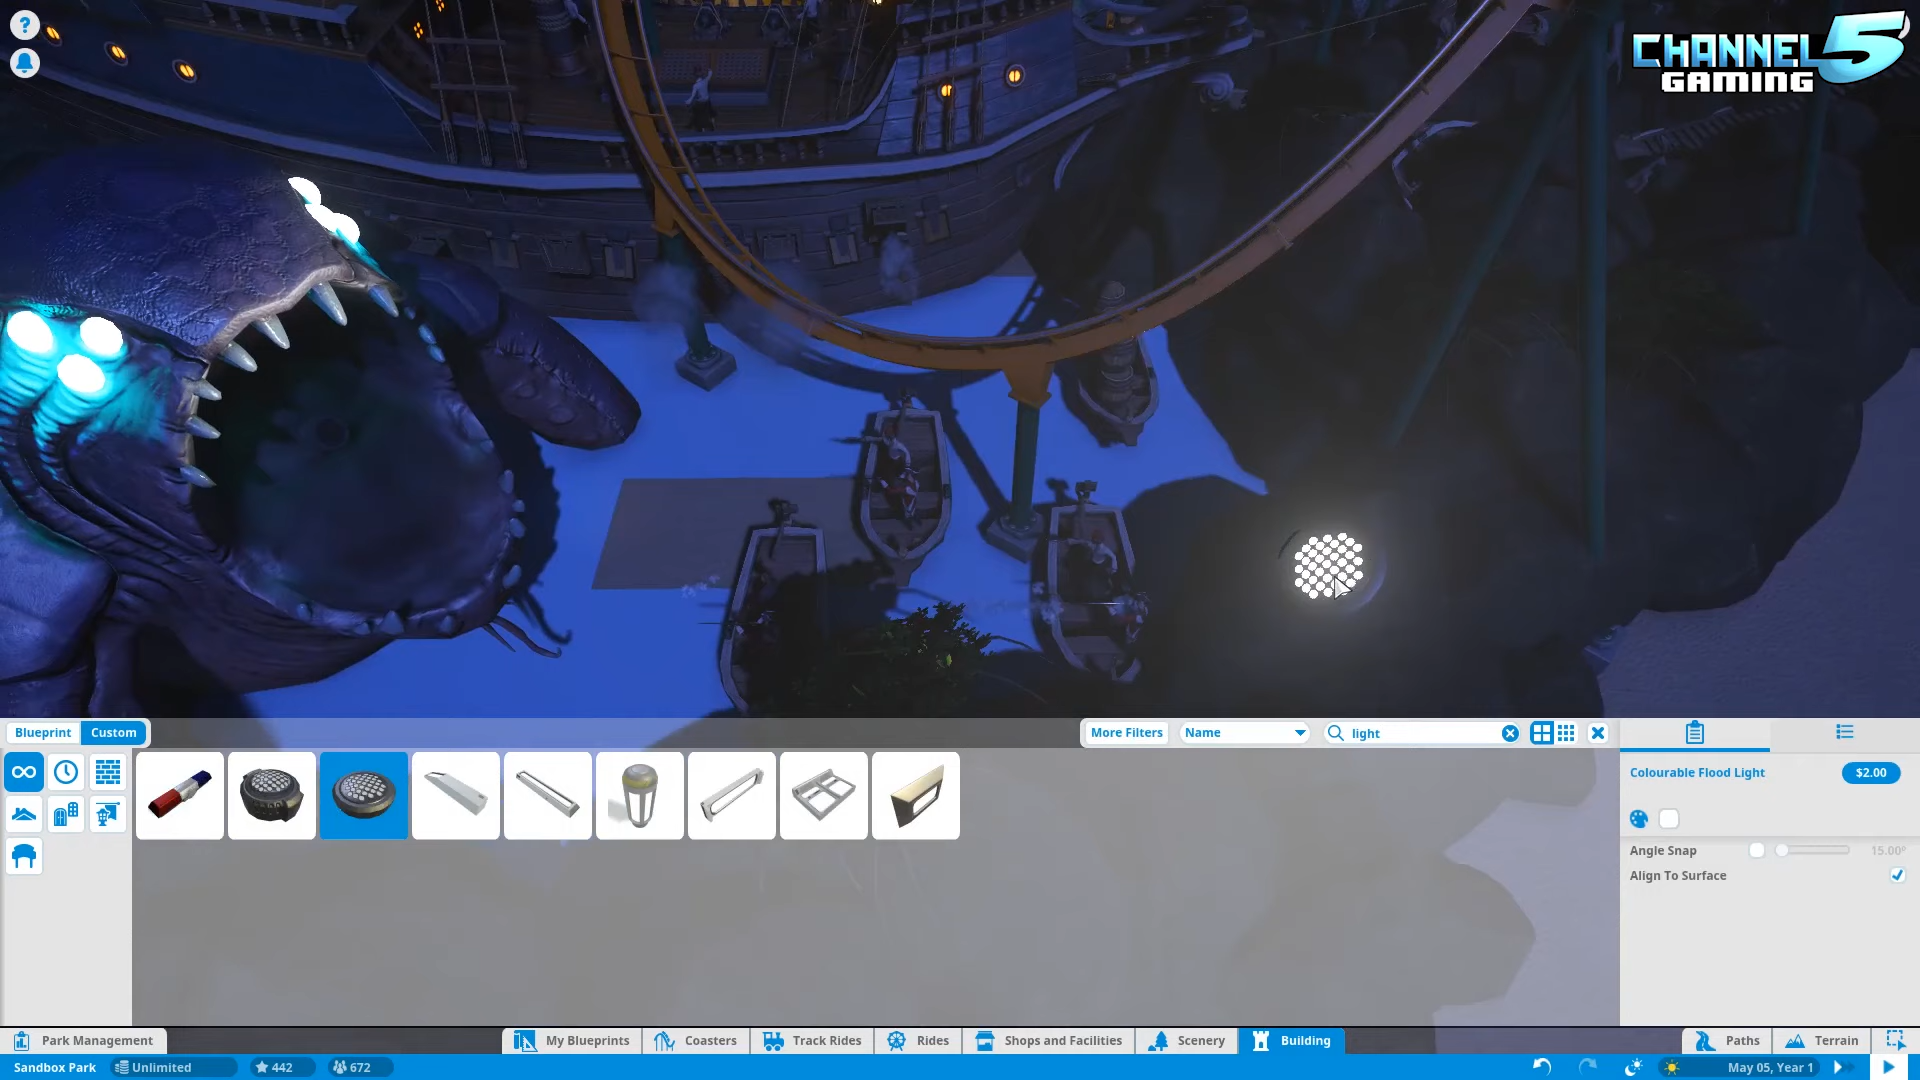 ?
CHANNEL 5
GAMING
Blueprint
Custom
More Filters
Name
light
Colourable Flood Light
$2.00
Angle Snap
15.00°
Align To Surface
Park Management
My Blueprints
Coasters
Track Rides
Rides
Shops and Facilities
Scenery
Building
Paths
Terrain
Sandbox Park
Unlimited
442
672
May 05, Year 1